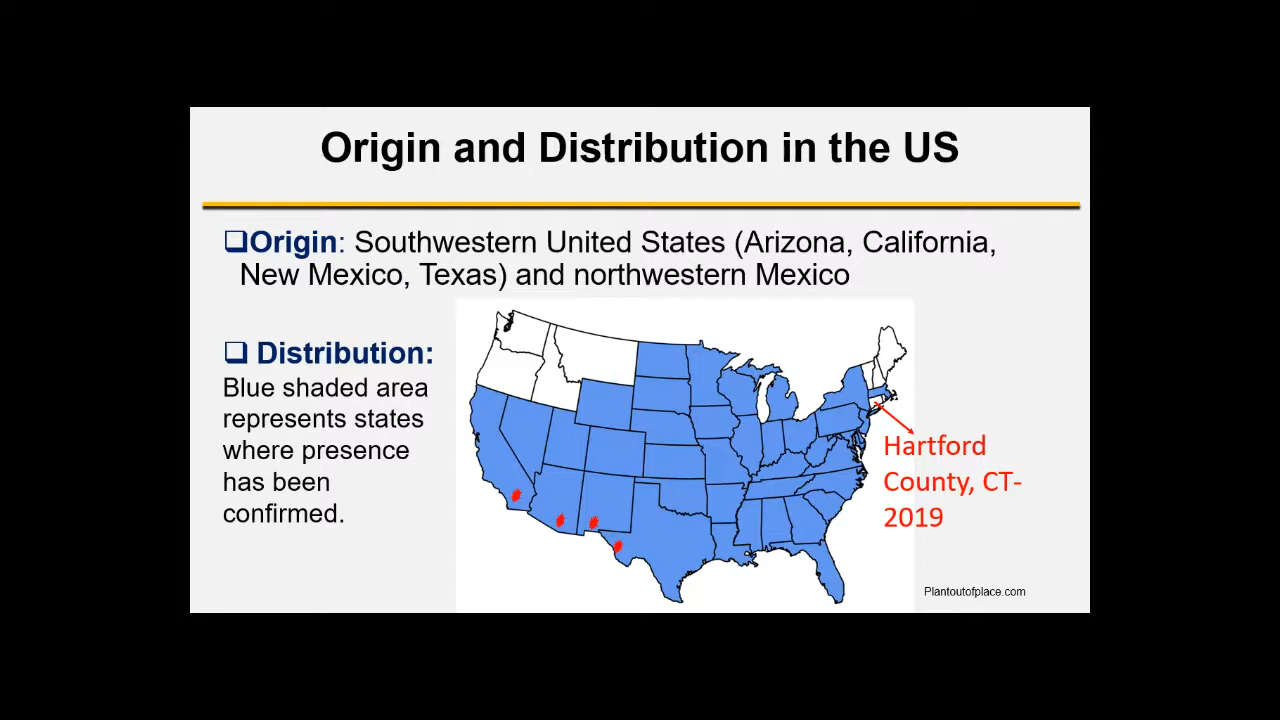 Origin and Distribution in the US
❑Origin: Southwestern United States (Arizona, California,
New Mexico, Texas) and northwestern Mexico
❑ Distribution:
Blue shaded area
represents states
where presence
has been
confirmed.
Hartford
County, CT-
2019
Plantoutofplace.com